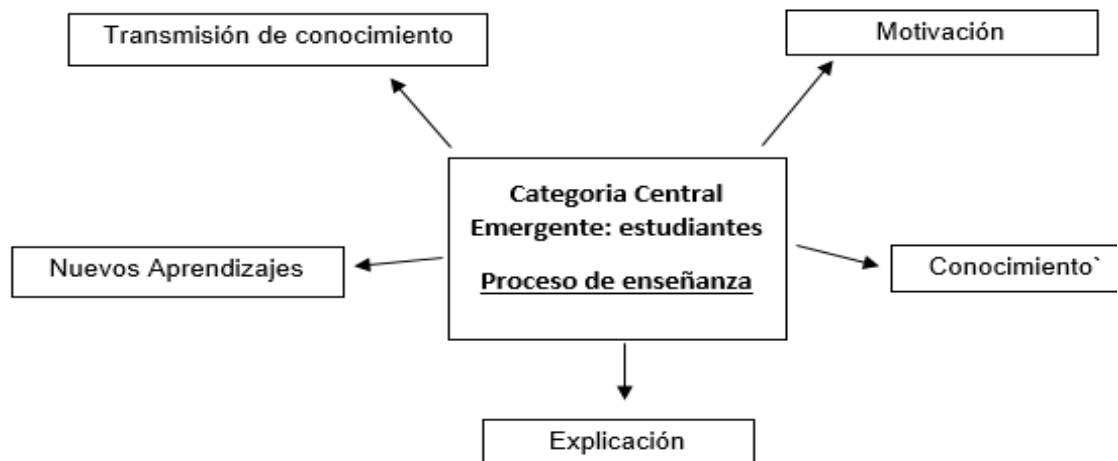 Transmisión de conocimiento
Motivación
Categoria Central
Emergente: estudiantes
Proceso de enseñanza
Nuevos Aprendizajes
Conocimiento`
Explicación